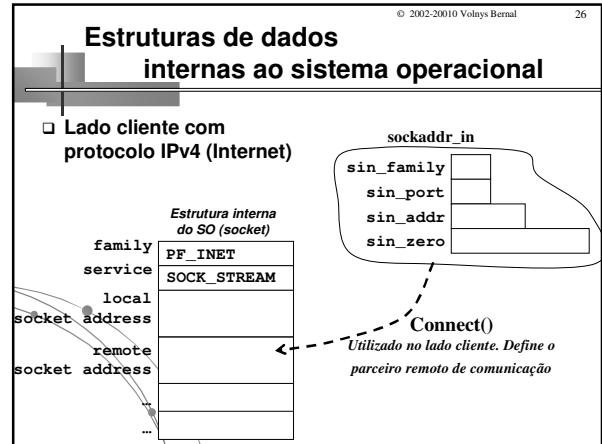 © 2002-20010 Volnys Bernal 26
Estruturas de dados
internas ao sistema operacional
❑ Lado cliente com
protocolo IPv4 (Internet)
sockaddr_in
sin_family
sin_port
sin_addr
sin_zero
Estrutura interna
do SO (socket)
family PF_INET
service SOCK_STREAM
local
socket address
remote
socket address
…
…
Connect()
Utilizado no lado cliente. Define o
parceiro remoto de comunicação